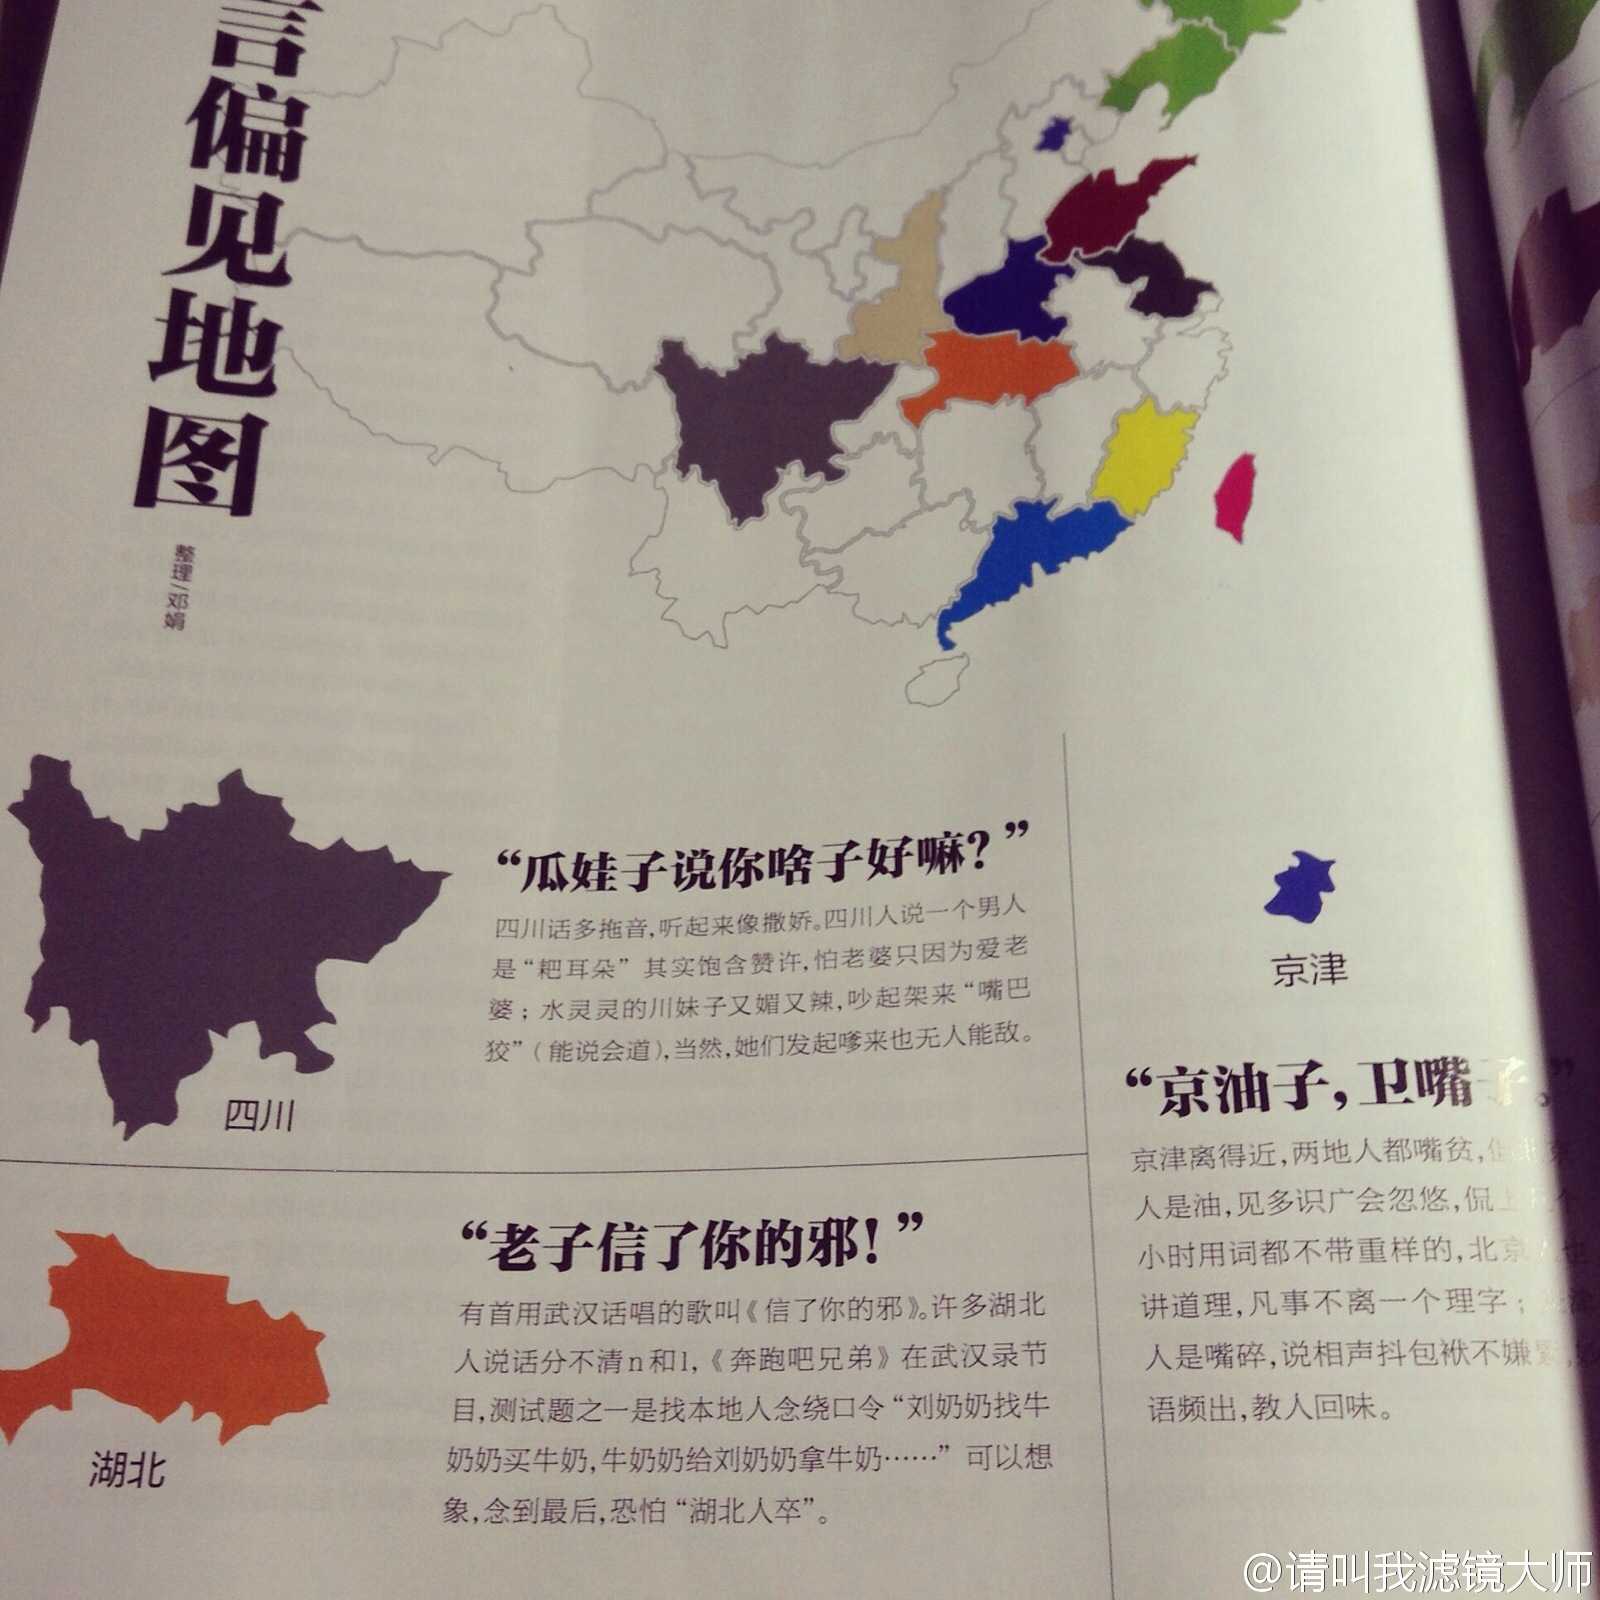 言偏见地图
整理/邓娟
“瓜娃子说你啥子好嘛?”
四川话多拖音,听起来像撒娇。四川人说一个男人
是“耙耳朵”其实饱含赞许,怕老婆只因为爱老
婆;水灵灵的川妹子又媚又辣,吵起架来“嘴巴
狡”(能说会道),当然,她们发起嗲来也无人能敌。
四川
“老子信了你的邪!”
有首用武汉话唱的歌叫《信了你的邪》。许多湖北
人说话分不清n和l,《奔跑吧兄弟》在武汉录节
目,测试题之一是找本地人念绕口令“刘奶奶找牛
奶奶买牛奶,牛奶奶给刘奶奶拿牛奶……”可以想
象,念到最后,恐怕“湖北人卒”。
湖北
京津
“京油子,卫嘴子。”
京津离得近,两地人都嘴贫,
人是油,见多识广会忽悠,侃上
小时用词都不带重样的,北京
讲道理,凡事不离一个理字;
人是嘴碎,说相声抖包袱不嫌
语频出,教人回味。
@请叫我滤镜大师